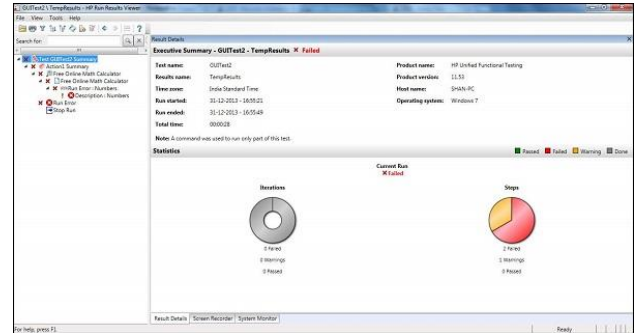 GUITest2 \ TempResults - HP Run Results Viewer
File View Tools Help
Search for:
Test GUITest2 Summary
Action1 Summary
Free Online Math Calculator
Free Online Math Calculator
Run Error : Numbers
Description : Numbers
Run Error
Stop Run
Result Details
Executive Summary - GUITest2 - TempResults Failed
Test name: GUITest2
Product name: HP Unified Functional Testing
Results name: TempResults
Product version: 11.53
Time zone: India Standard Time
Host name: SHAN-PC
Run started: 31-12-2013 - 16:55:21
Operating system: Windows 7
Run ended: 31-12-2013 - 16:55:49
Total time: 00:00:28
Note: A command was used to run only part of this test.
Statistics
Passed Failed Warning Done
Current Run
Failed
Iterations
Steps
0 Failed
2 Failed
0 Warnings
1 Warnings
0 Passed
0 Passed
Result Details Screen Recorder System Monitor
For help, press F1.
Ready